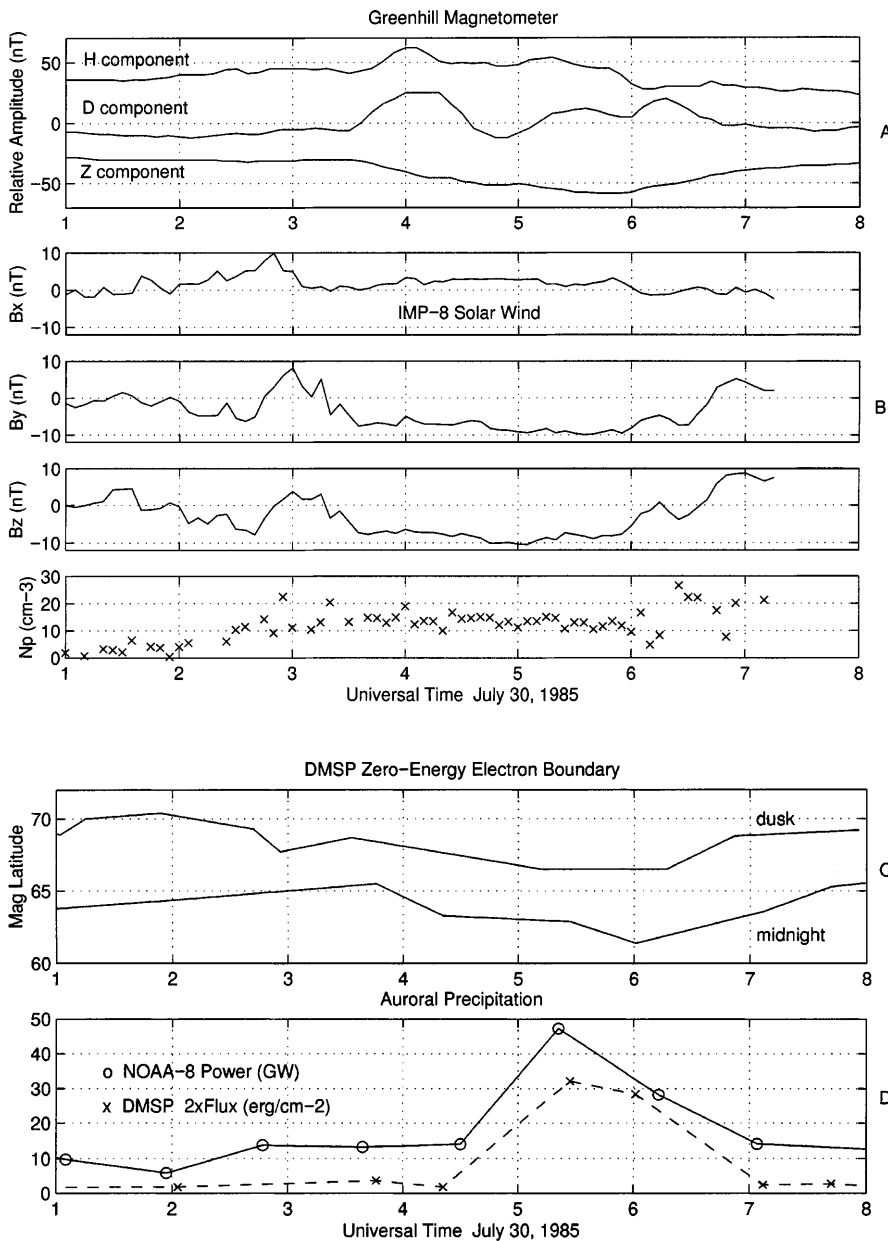 Greenhill Magnetometer
Relative Amplitude (nT)
50
0
−50
H component
D component
Z component
A
1 2 3 4 5 6 7 8
Bx (nT)
10
0
−10
IMP−8 Solar Wind
By (nT)
10
0
−10
B
Bz (nT)
10
0
−10
Np (cm−3)
30
20
10
0
1 2 3 4 5 6 7 8
Universal Time July 30, 1985
DMSP Zero−Energy Electron Boundary
Mag Latitude
70
65
60
dusk
midnight
C
1 2 3 4 5 6 7 8
Auroral Precipitation
50
40
30
20
10
0
o NOAA−8 Power (GW)
x DMSP 2xFlux (erg/cm−2)
D
1 2 3 4 5 6 7 8
Universal Time July 30, 1985